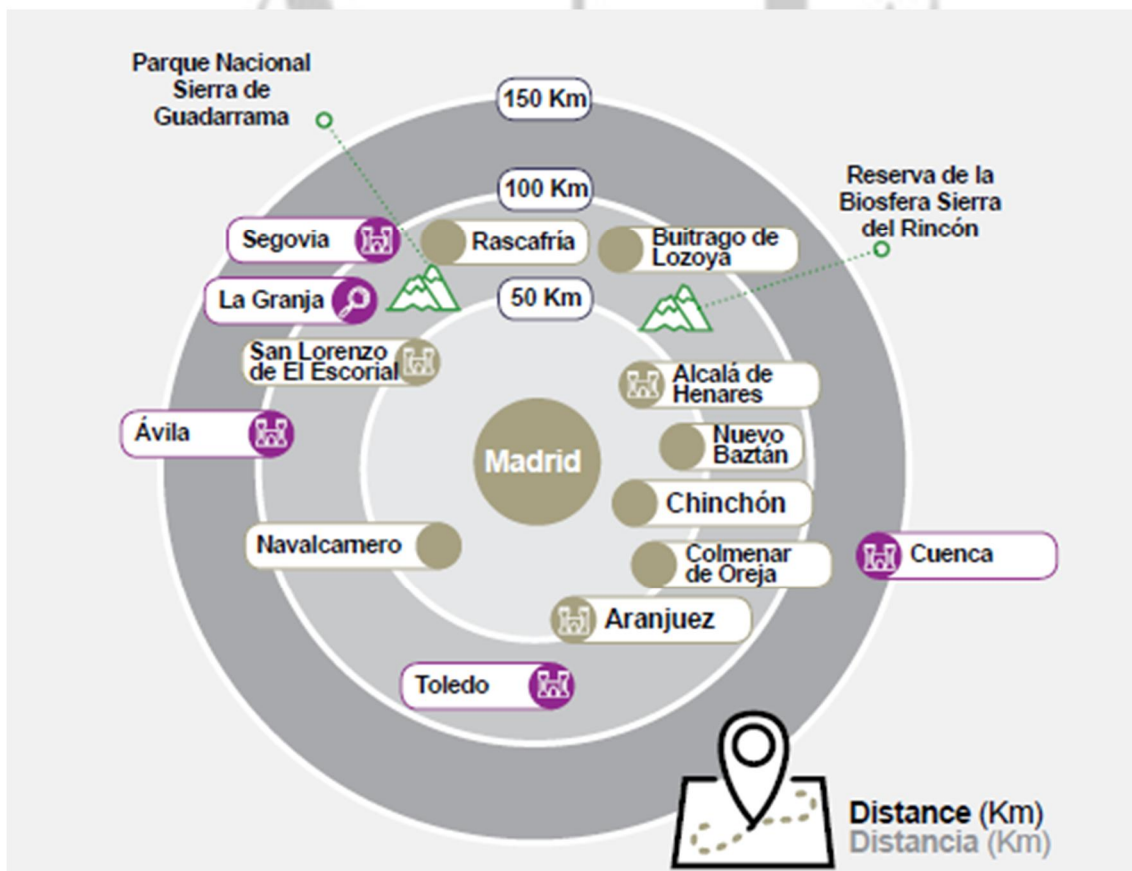 Parque Nacional
Sierra de
Guadarrama
150 Km
100 Km
Reserva de la
Biosfera Sierra
del Rincón
Segovia
Rascafría
Buitrago de
Lozoya
La Granja
50 Km
San Lorenzo
de El Escorial
Alcalá de
Henares
Ávila
Nuevo
Baztán
Madrid
Chinchón
Navalcarnero
Colmenar
de Oreja
Cuenca
Aranjuez
Toledo
Distance (Km)
Distancia (Km)